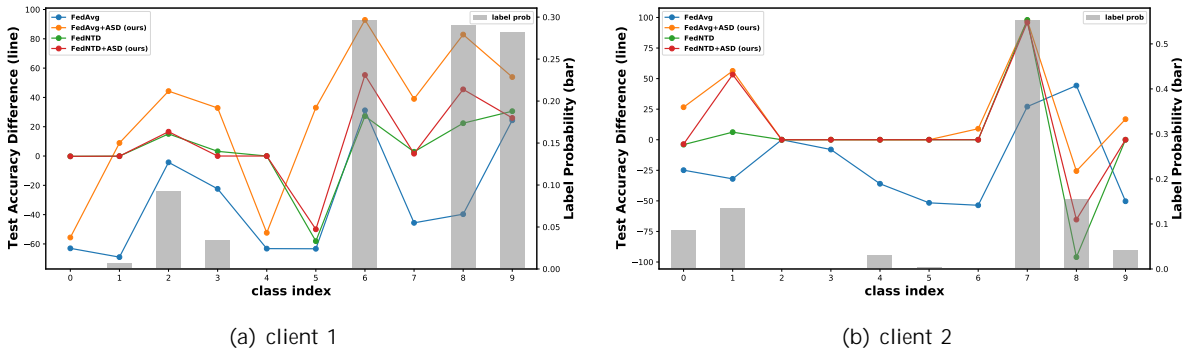 FedAvg
FedAvg+ASD (ours)
FedNTD
FedNTD+ASD (ours)
label prob
Test Accuracy Difference (line)
100
80
60
40
20
0
−20
−40
−60
Label Probability (bar)
0.30
0.25
0.20
0.15
0.10
0.05
0.00
0 1 2 3 4 5 6 7 8 9
class index
(a) client 1
FedAvg
FedAvg+ASD (ours)
FedNTD
FedNTD+ASD (ours)
label prob
Test Accuracy Difference (line)
100
75
50
25
0
−25
−50
−75
−100
Label Probability (bar)
0.5
0.4
0.3
0.2
0.1
0.0
0 1 2 3 4 5 6 7 8 9
class index
(b) client 2